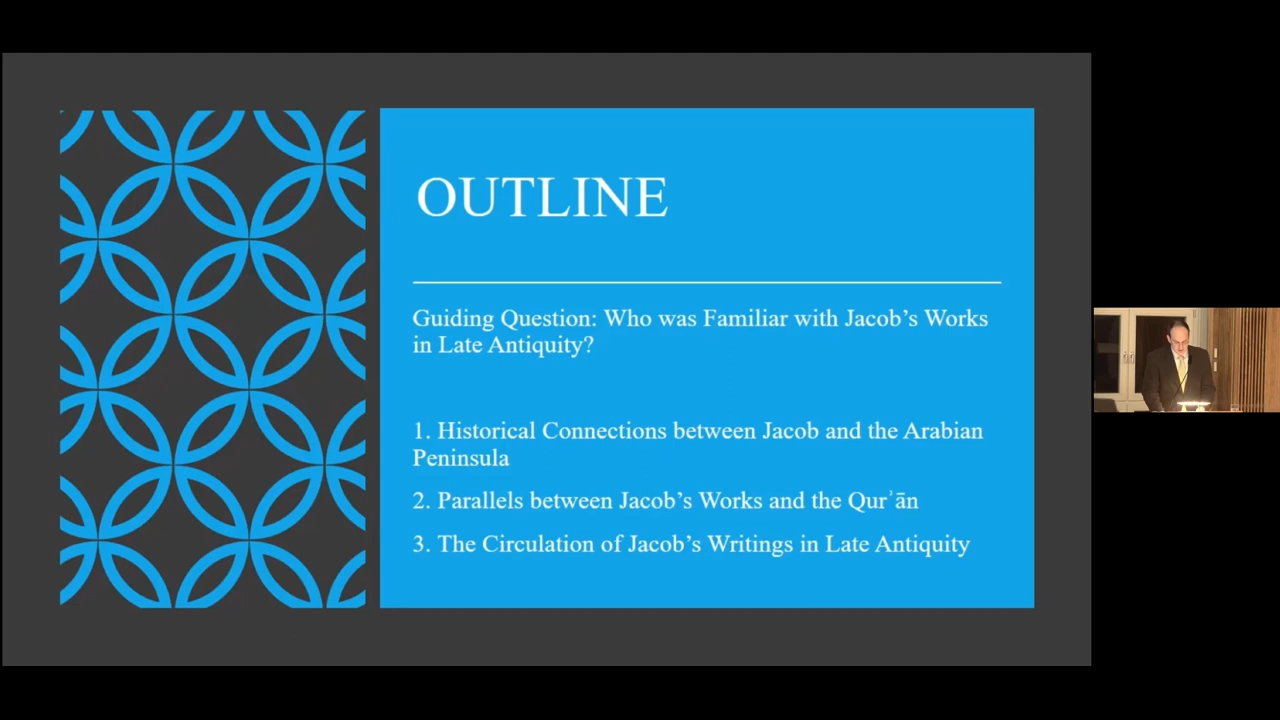 OUTLINE
Guiding Question: Who was Familiar with Jacob’s Works
in Late Antiquity?
1. Historical Connections between Jacob and the Arabian
Peninsula
2. Parallels between Jacob’s Works and the Qurʾān
3. The Circulation of Jacob’s Writings in Late Antiquity